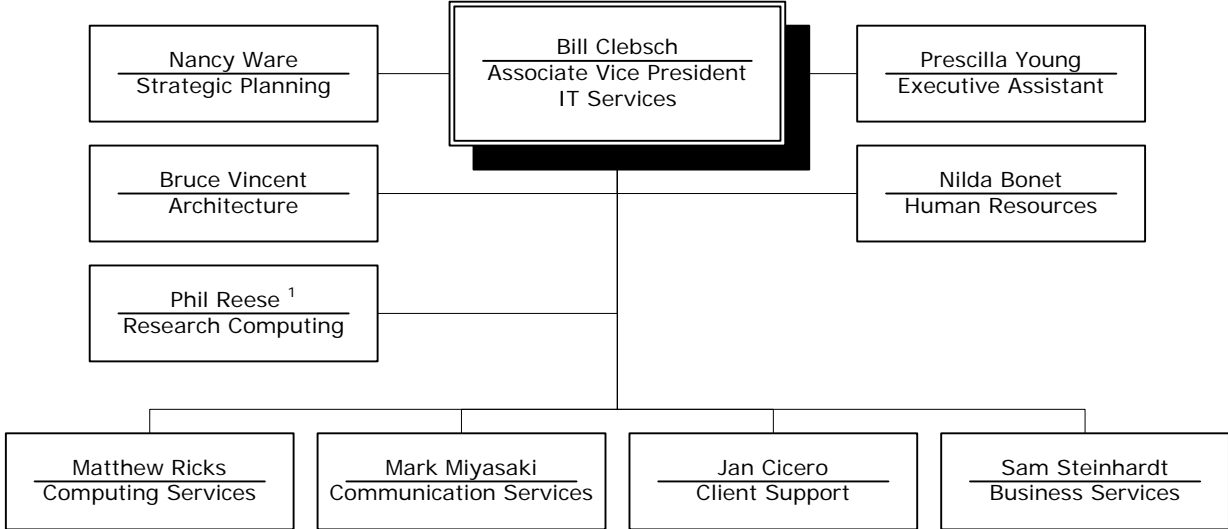 Nancy Ware
Strategic Planning
Bill Clebsch
Associate Vice President
IT Services
Prescilla Young
Executive Assistant
Bruce Vincent
Architecture
Nilda Bonet
Human Resources
Phil Reese ¹
Research Computing
Matthew Ricks
Computing Services
Mark Miyasaki
Communication Services
Jan Cicero
Client Support
Sam Steinhardt
Business Services